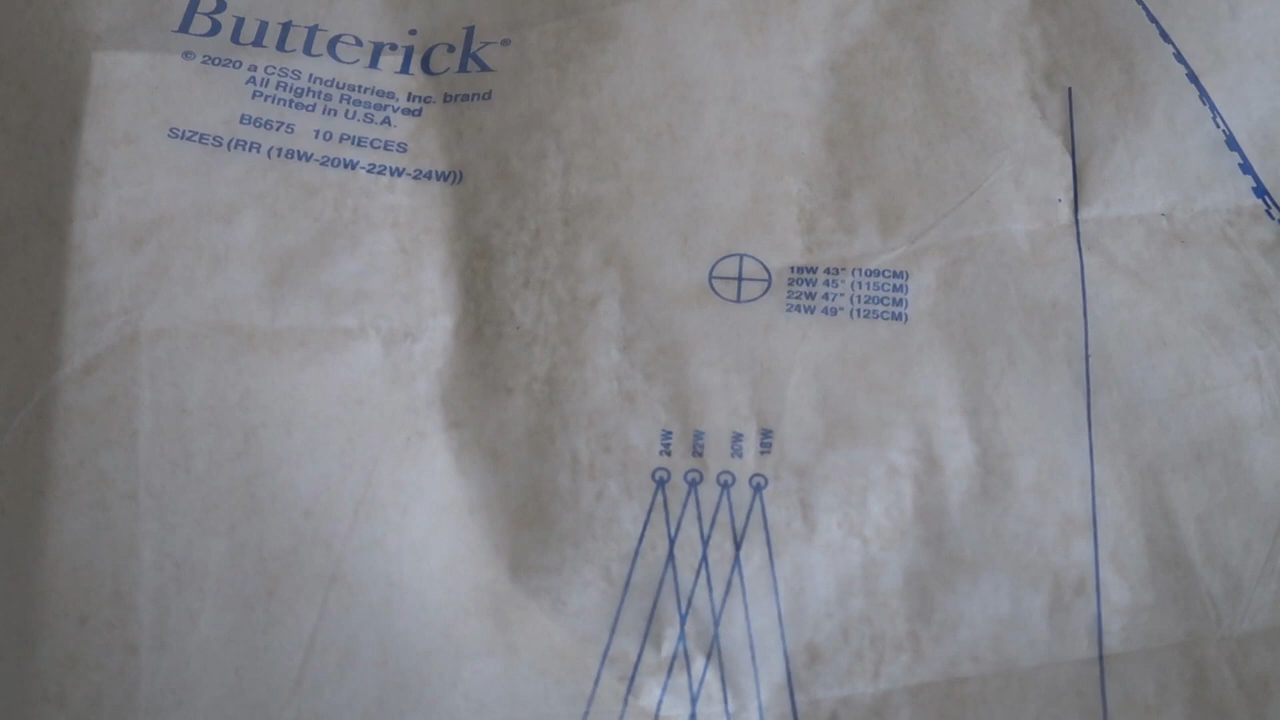 Butterick®
© 2020 a CSS Industries, Inc. brand
All Rights Reserved
Printed in U.S.A.
B6675 10 PIECES
SIZES (RR (18W-20W-22W-24W))
18W 43" (109CM)
20W 45" (115CM)
22W 47" (120CM)
24W 49" (125CM)
24W
22W
20W
18W